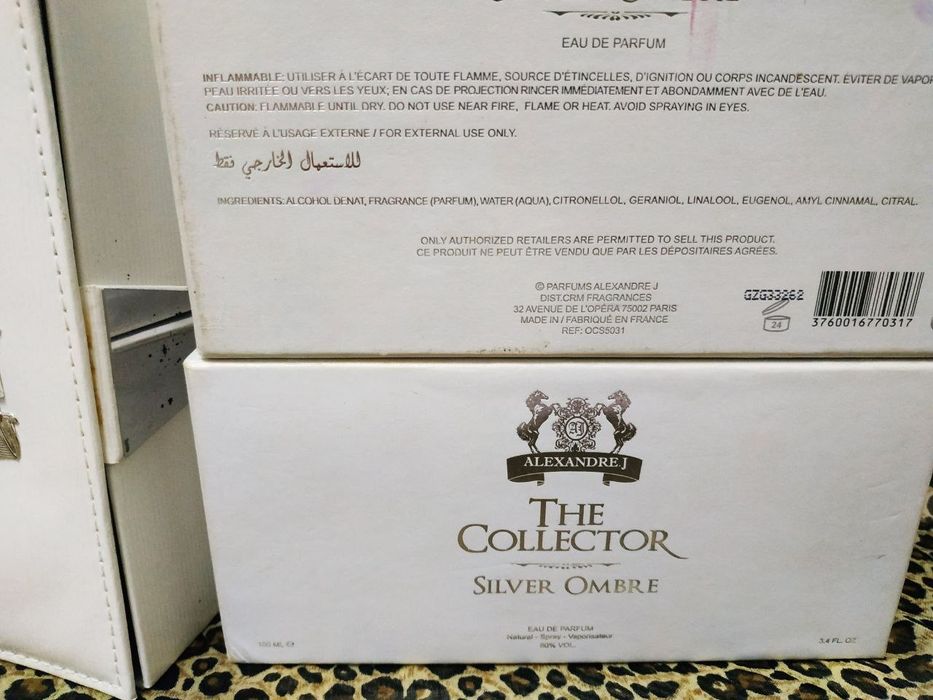 EAU DE PARFUM
INFLAMMABLE: UTILISER À L'ÉCART DE TOUTE FLAMME, SOURCE D'ÉTINCELLES, D'IGNITION OU CORPS INCANDESCENT. ÉVITER DE VAPOR
PEAU IRRITÉE OU VERS LES YEUX; EN CAS DE PROJECTION RINCER IMMÉDIATEMENT ET ABONDAMMENT AVEC DE L'EAU.
CAUTION: FLAMMABLE UNTIL DRY. DO NOT USE NEAR FIRE, FLAME OR HEAT. AVOID SPRAYING IN EYES.
RÉSERVÉ À L'USAGE EXTERNE / FOR EXTERNAL USE ONLY.
للاستعمال الخارجي فقط
INGREDIENTS: ALCOHOL DENAT, FRAGRANCE (PARFUM), WATER (AQUA), CITRONELLOL, GERANIOL, LINALOOL, EUGENOL, AMYL CINNAMAL, CITRAL.
ONLY AUTHORIZED RETAILERS ARE PERMITTED TO SELL THIS PRODUCT.
CE PRODUIT NE PEUT ÊTRE VENDU QUE PAR LES DÉPOSITAIRES AGRÉES.
© PARFUMS ALEXANDRE J
DIST.CRM FRAGRANCES
32 AVENUE DE L'OPÉRA 75002 PARIS
MADE IN / FABRIQUÉ EN FRANCE
REF: OCS5031
GZG33262
24
3760016770317
AJ
ALEXANDRE.J
THE
COLLECTOR
SILVER OMBRE
EAU DE PARFUM
Natural - Spray - Vaporisateur
80% VOL.
100 ML e
3.4 FL. OZ